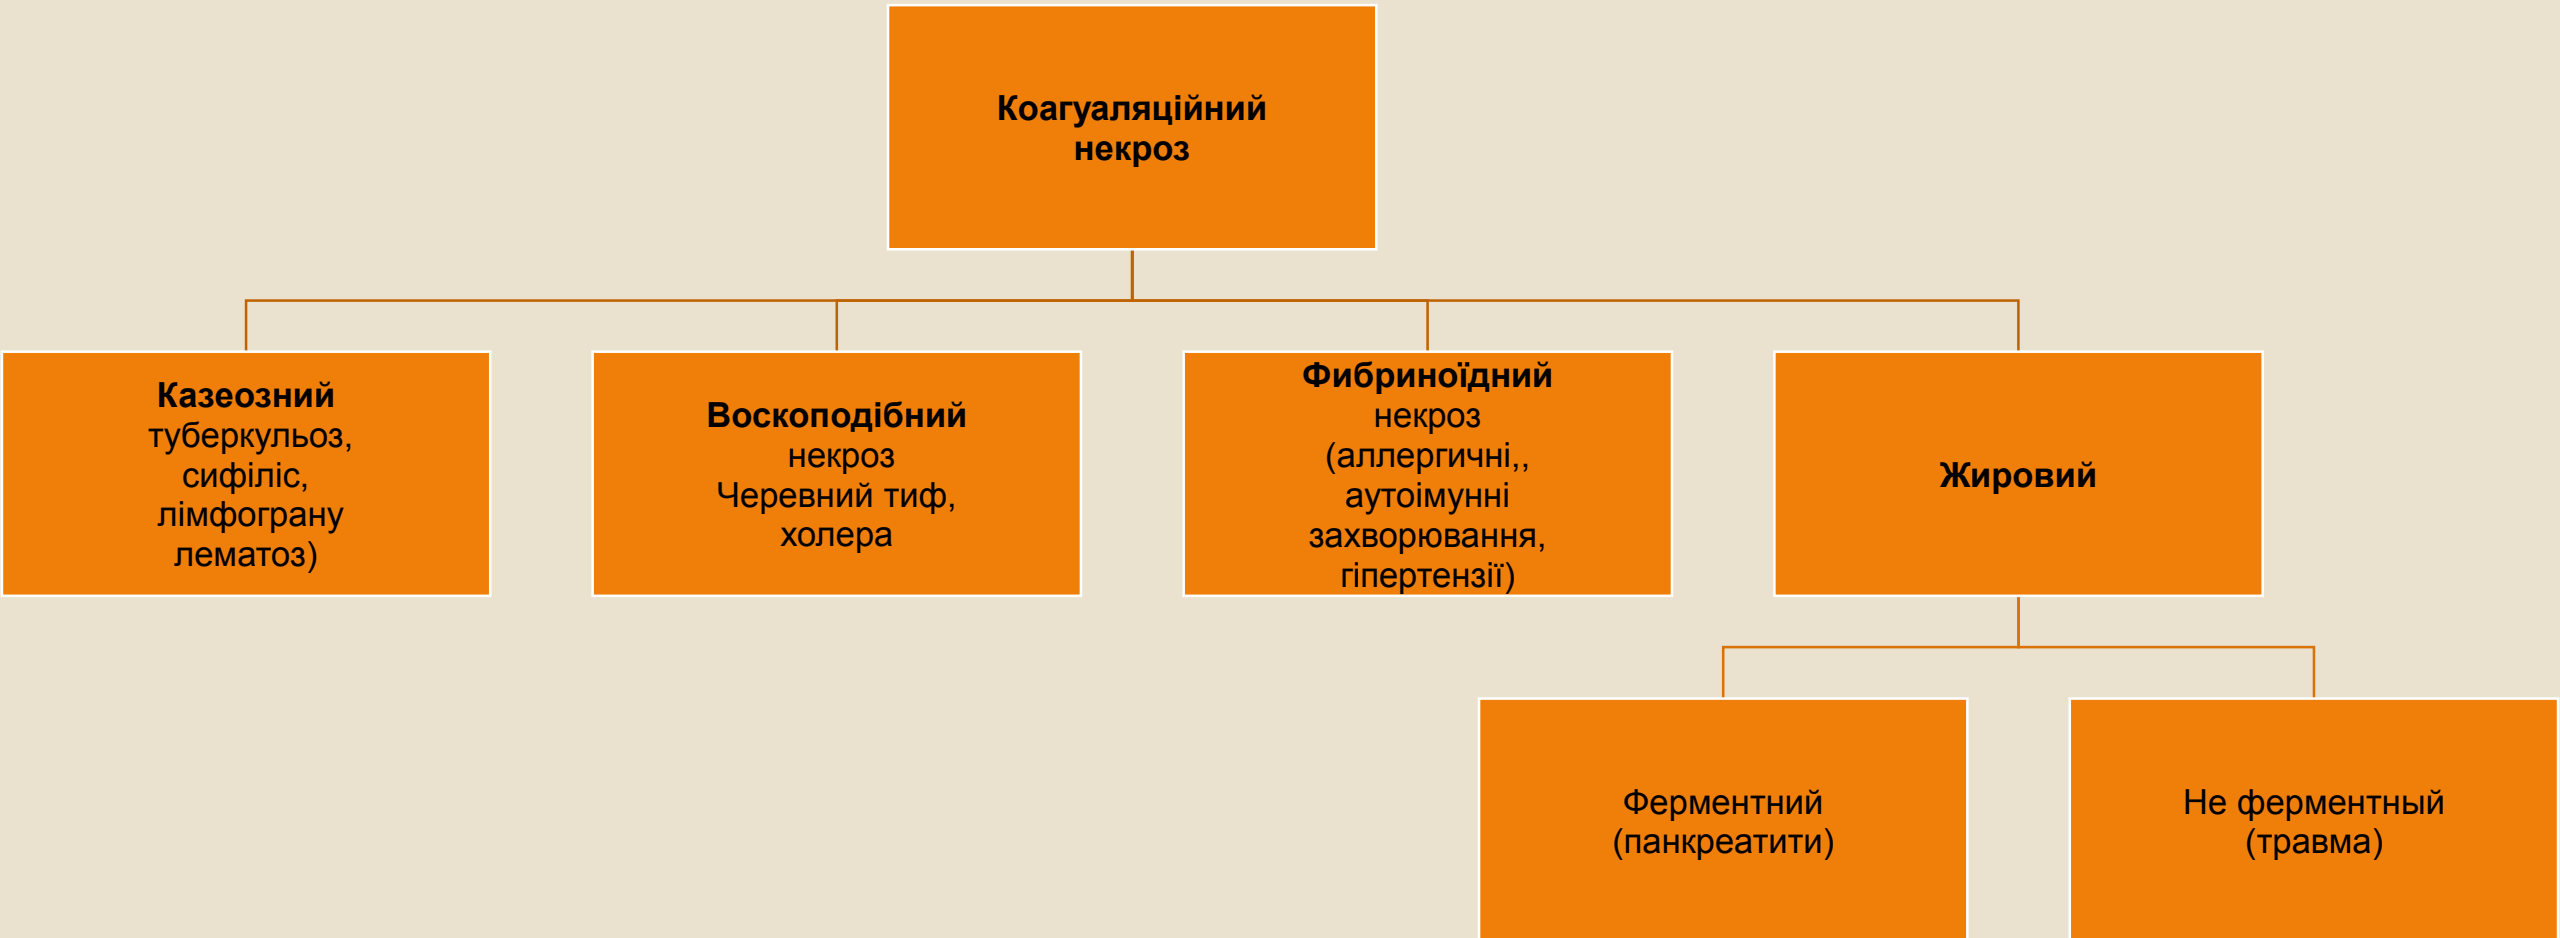 Коагуаляційний
некроз
Казеозний
туберкульоз,
сифіліс,
лімфограну
лематоз)
Воскоподібний
некроз
Черевний тиф,
холера
Фибриноїдний
некроз
(аллергичні,,
аутоімунні
захворювання,
гіпертензії)
Жировий
Ферментний
(панкреатити)
Не ферментный
(травма)